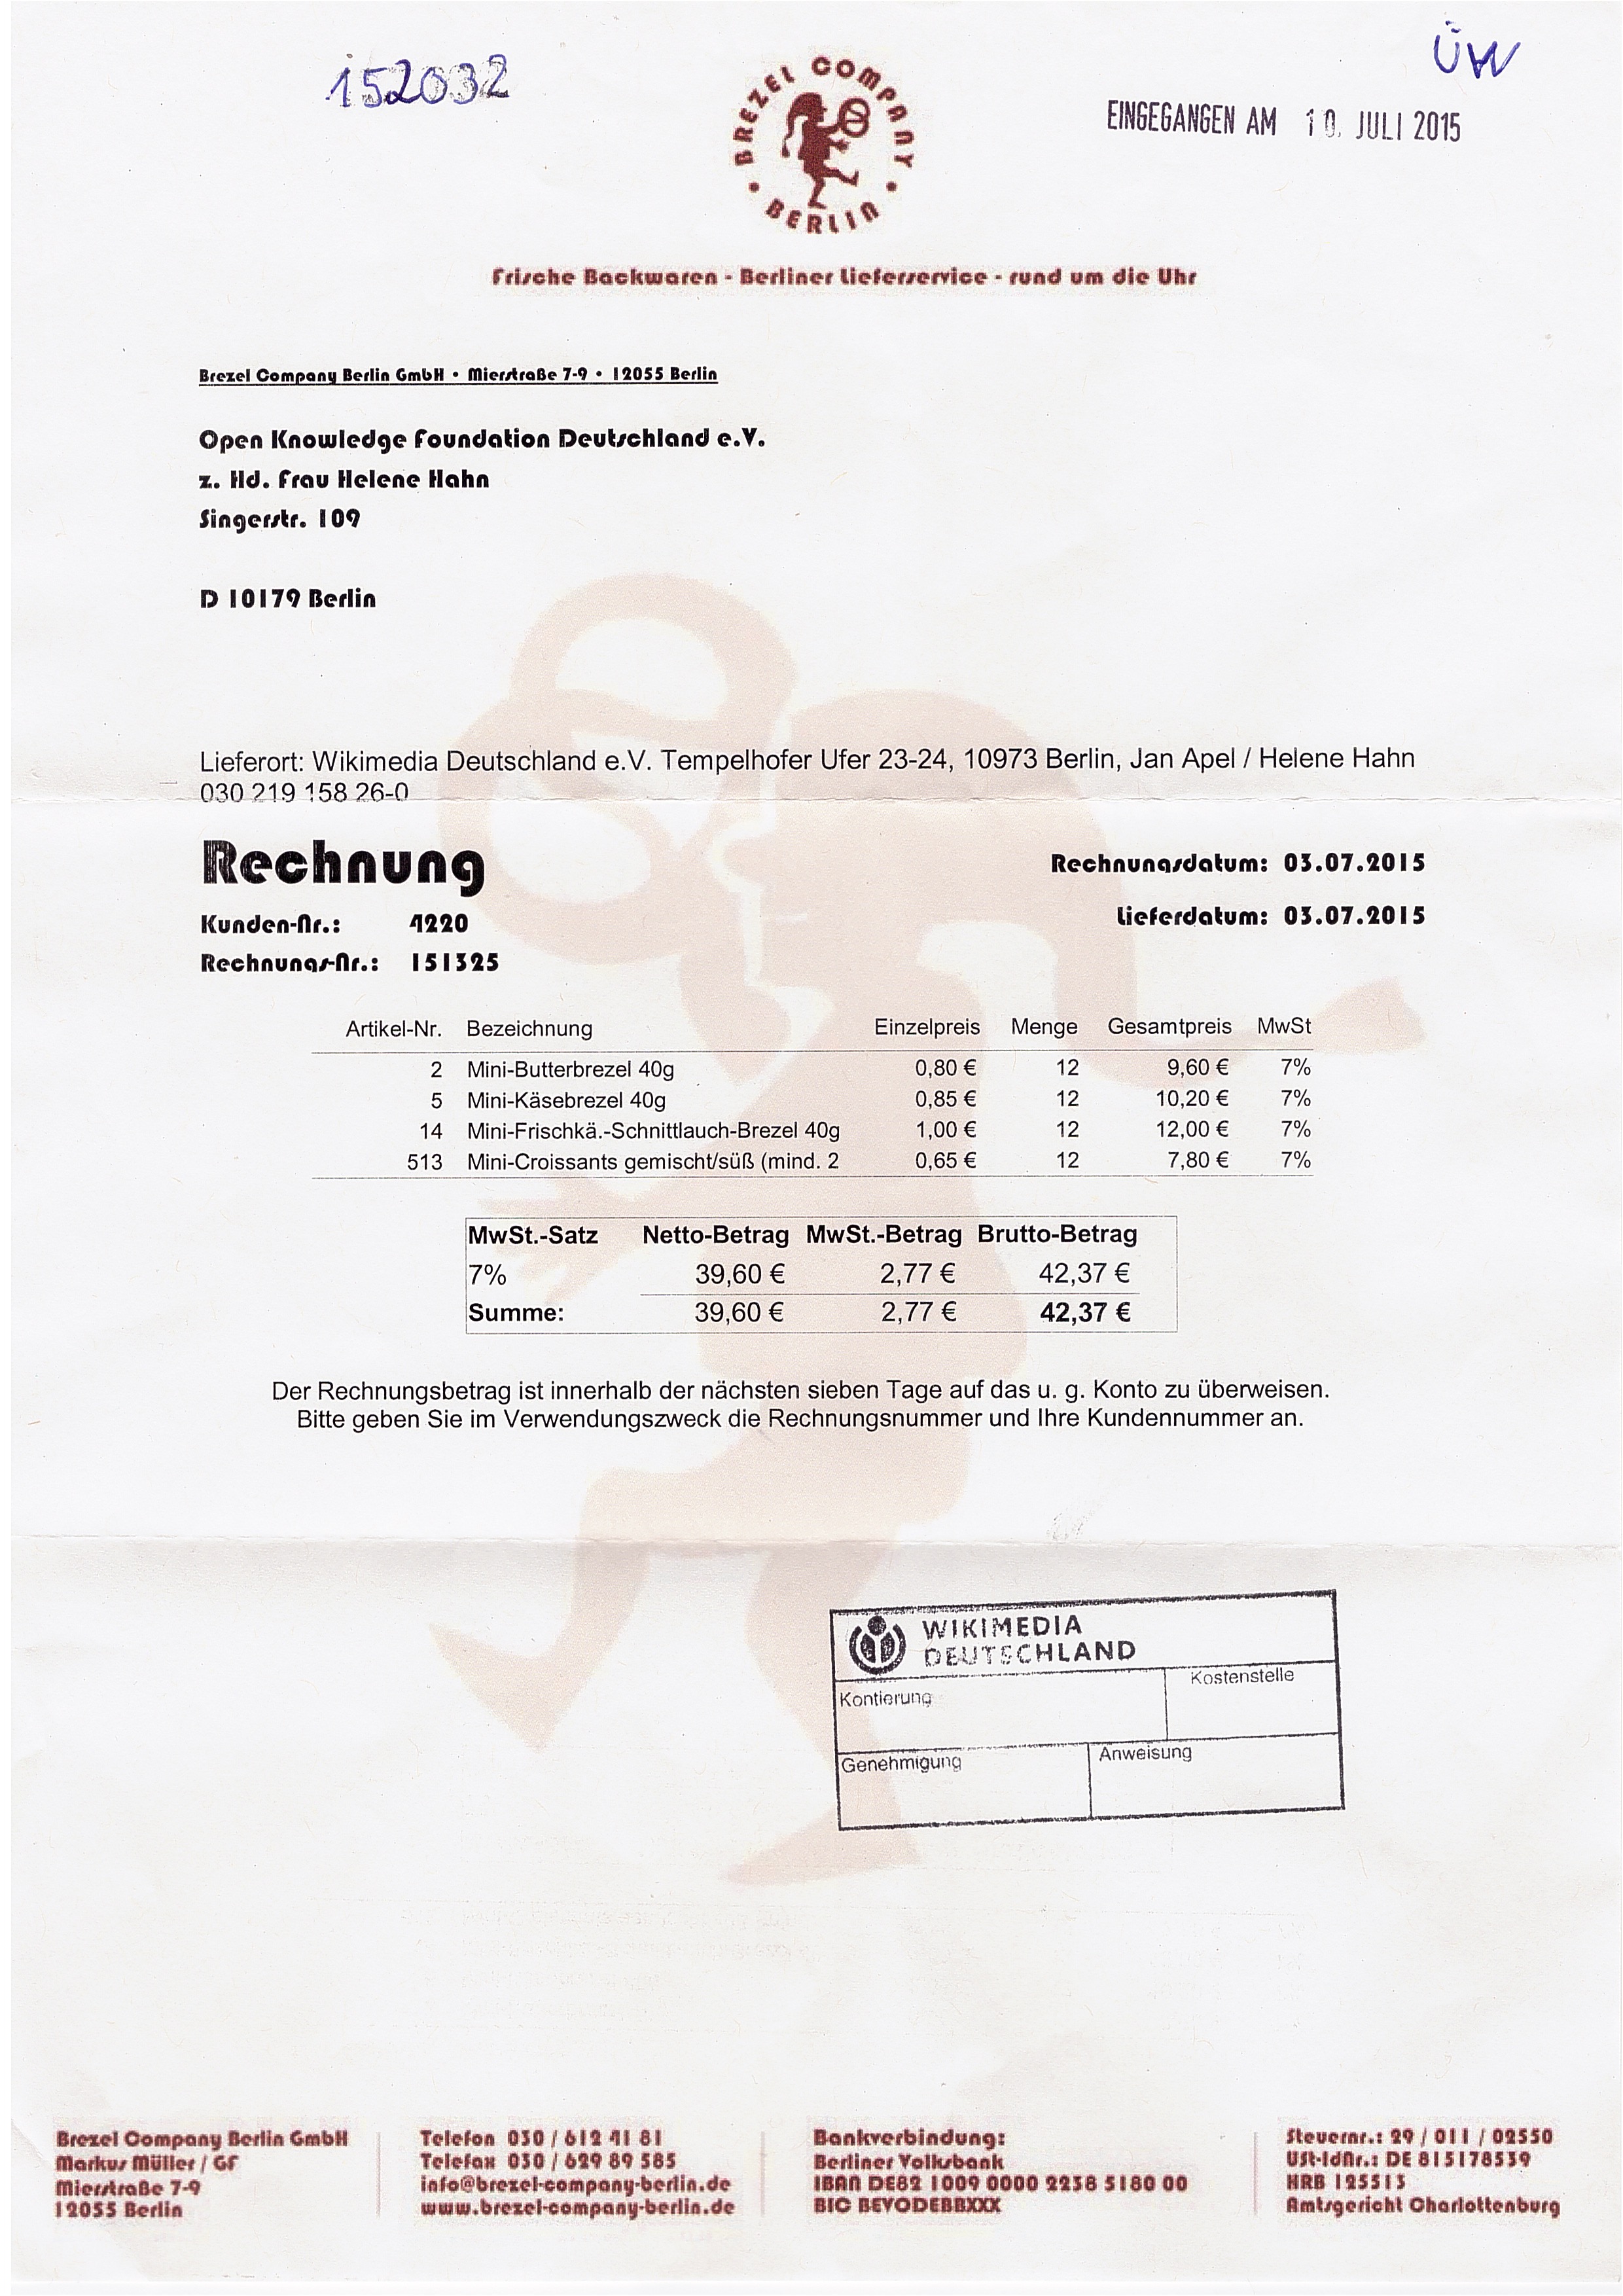 152032
ÜW
BREZEL COMPANY
• BERLIN •
EINGEGANGEN AM 10. JULI 2015
Frische Backwaren - Berliner Lieferservice - rund um die Uhr
Brezel Company Berlin GmbH • Mierstraße 7-9 • 12055 Berlin
Open Knowledge Foundation Deutschland e.V.
z. Hd. Frau Helene Hahn
Singerstr. 109
D 10179 Berlin
Lieferort: Wikimedia Deutschland e.V. Tempelhofer Ufer 23-24, 10973 Berlin, Jan Apel / Helene Hahn
030 219 158 26-0
Rechnung
Rechnungsdatum: 03.07.2015
Lieferdatum: 03.07.2015
Kunden-Nr.: 4220
Rechnungs-Nr.: 151325
Artikel-Nr. Bezeichnung Einzelpreis Menge Gesamtpreis MwSt
2 Mini-Butterbrezel 40g 0,80 € 12 9,60 € 7%
5 Mini-Käsebrezel 40g 0,85 € 12 10,20 € 7%
14 Mini-Frischkä.-Schnittlauch-Brezel 40g 1,00 € 12 12,00 € 7%
513 Mini-Croissants gemischt/süß (mind. 2 0,65 € 12 7,80 € 7%
MwSt.-Satz Netto-Betrag MwSt.-Betrag Brutto-Betrag
7% 39,60 € 2,77 € 42,37 €
Summe: 39,60 € 2,77 € 42,37 €
Der Rechnungsbetrag ist innerhalb der nächsten sieben Tage auf das u. g. Konto zu überweisen.
Bitte geben Sie im Verwendungszweck die Rechnungsnummer und Ihre Kundennummer an.
WIKIMEDIA
DEUTSCHLAND
Kontierung Kostenstelle
Genehmigung Anweisung
Brezel Company Berlin GmbH
Markus Müller / GF
Mierstraße 7-9
12055 Berlin
Telefon 030 / 612 41 81
Telefax 030 / 629 89 585
info@brezel-company-berlin.de
www.brezel-company-berlin.de
Bankverbindung:
Berliner Volksbank
IBAN DE82 1009 0000 2238 5180 00
BIC BEVODEBBXXX
Steuernr.: 29 / 011 / 02550
USt-IdNr.: DE 815178539
HRB 125513
Amtsgericht Charlottenburg